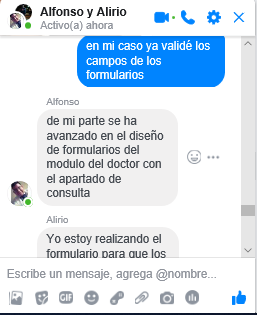 Alfonso y Alirio
Activo(a) ahora
en mi caso ya validé los
campos de los
formularios
Alfonso
de mi parte se ha
avanzado en el diseño
de formularios del
modulo del doctor con
el apartado de
consulta
Alirio
Yo estoy realizando el
formulario para que los
Escribe un mensaje, agrega @nombre...
GIF